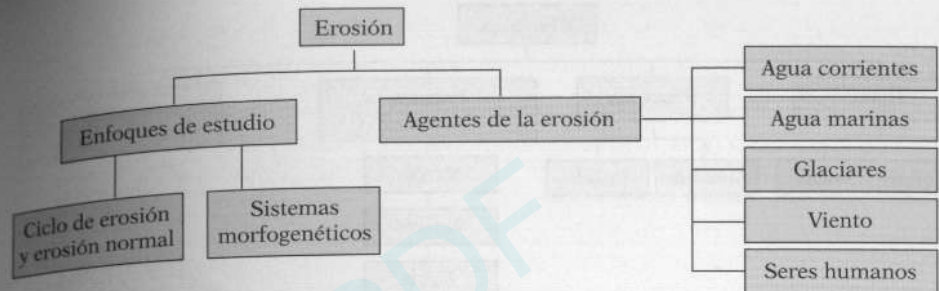 Erosión
Enfoques de estudio
Agentes de la erosión
Ciclo de erosión
y erosión normal
Sistemas
morfogenéticos
Agua corrientes
Agua marinas
Glaciares
Viento
Seres humanos
PDF